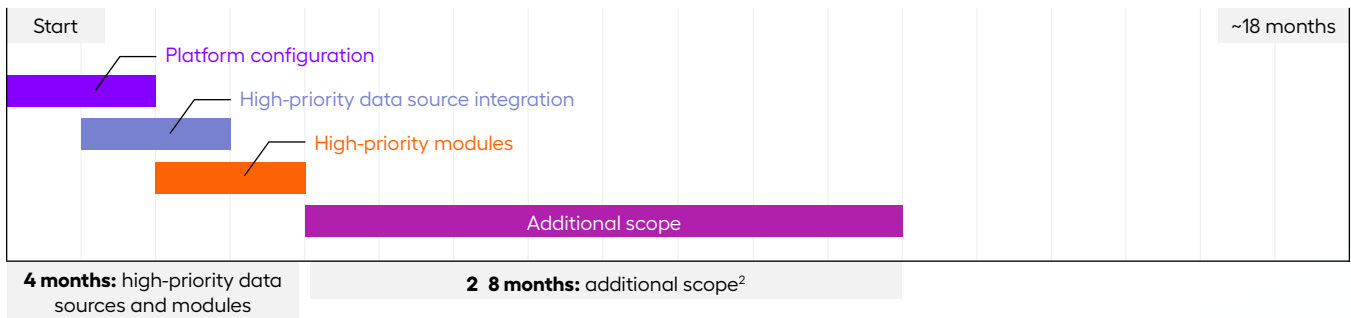 Start
~18 months
Platform configuration
High-priority data source integration
High-priority modules
Additional scope
4 months: high-priority data
sources and modules
2 8 months: additional scope²